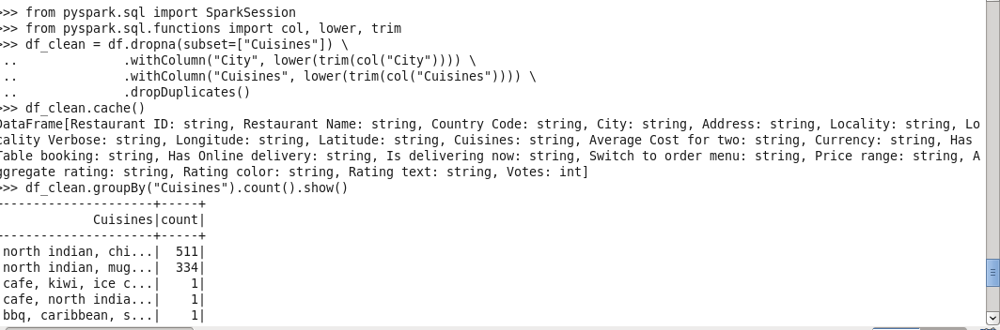 >>> from pyspark.sql import SparkSession
>>> from pyspark.sql.functions import col, lower, trim
>>> df_clean = df.dropna(subset=["Cuisines"]) \
..              .withColumn("City", lower(trim(col("City")))) \
..              .withColumn("Cuisines", lower(trim(col("Cuisines")))) \
..              .dropDuplicates()
>>> df_clean.cache()
DataFrame[Restaurant ID: string, Restaurant Name: string, Country Code: string, City: string, Address: string, Locality: string, Lo
cality Verbose: string, Longitude: string, Latitude: string, Cuisines: string, Average Cost for two: string, Currency: string, Has
Table booking: string, Has Online delivery: string, Is delivering now: string, Switch to order menu: string, Price range: string, A
ggregate rating: string, Rating color: string, Rating text: string, Votes: int]
>>> df_clean.groupBy("Cuisines").count().show()
--------------------+-----+
            Cuisines|count|
--------------------+-----+
north indian, chi...|  511|
north indian, mug...|  334|
cafe, kiwi, ice c...|    1|
cafe, north india...|    1|
bbq, caribbean, s...|    1|